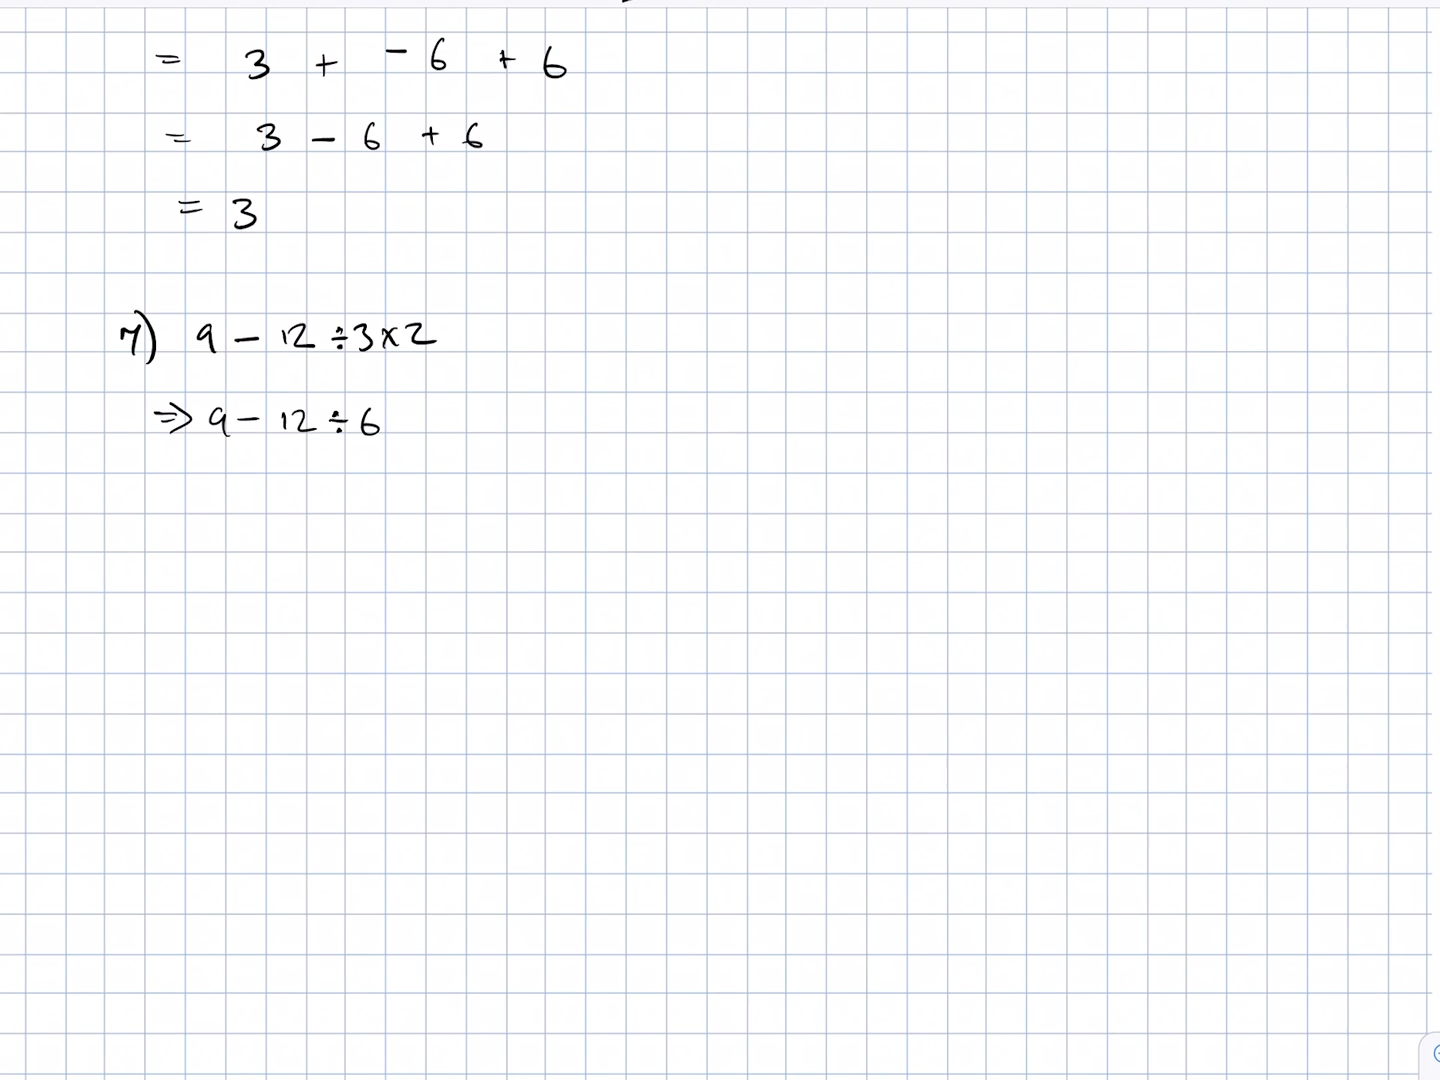 = 3 + - 6 + 6
= 3 - 6 + 6
= 3
7) 9 - 12 ÷ 3 × 2
⇒ 9 - 12 ÷ 6